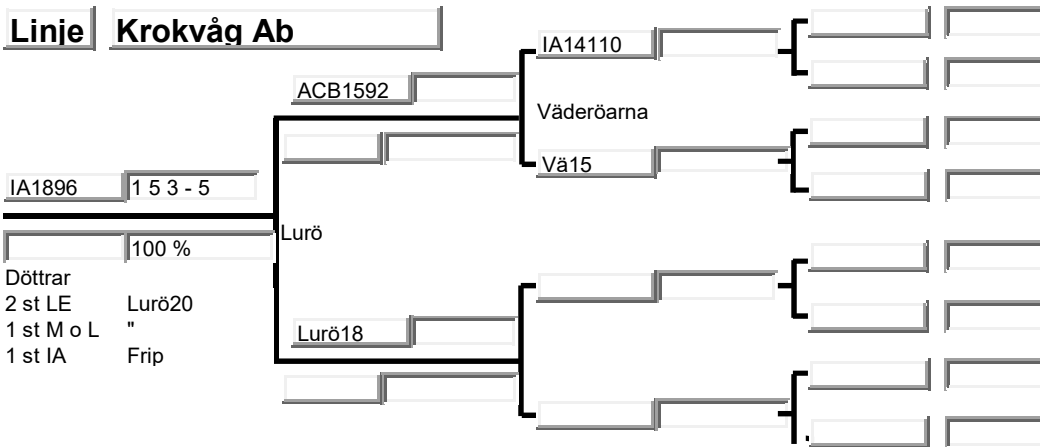 Linje Krokvåg Ab
IA14110
ACB1592
Väderöarna
Vä15
IA1896 1 5 3 - 5
Lurö
100 %
Döttrar
2 st LE Lurö20
1 st M o L "
1 st IA Frip
Lurö18